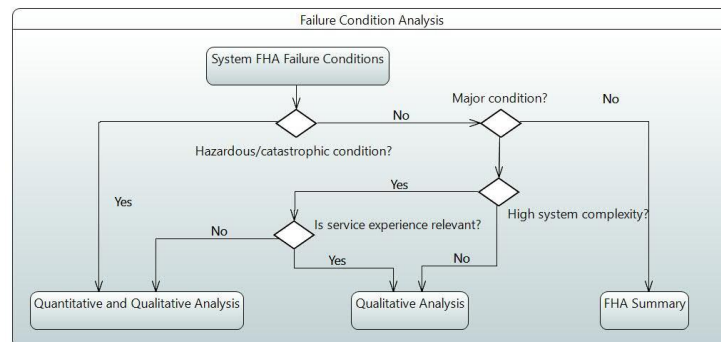 Failure Condition Analysis
System FHA Failure Conditions
Major condition?
No
No
Hazardous/catastrophic condition?
Yes
Yes
High system complexity?
Is service experience relevant?
No
Yes
No
Quantitative and Qualitative Analysis
Qualitative Analysis
FHA Summary